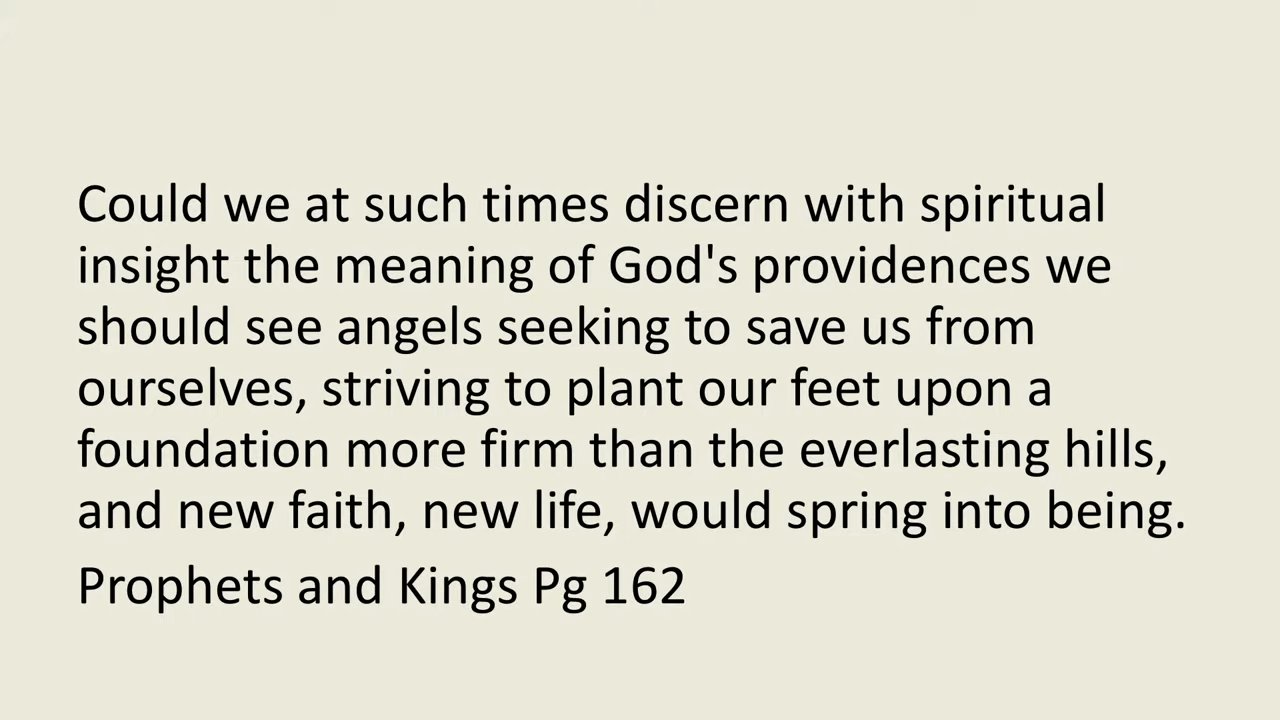 Could we at such times discern with spiritual
insight the meaning of God's providences we
should see angels seeking to save us from
ourselves, striving to plant our feet upon a
foundation more firm than the everlasting hills,
and new faith, new life, would spring into being.
Prophets and Kings Pg 162